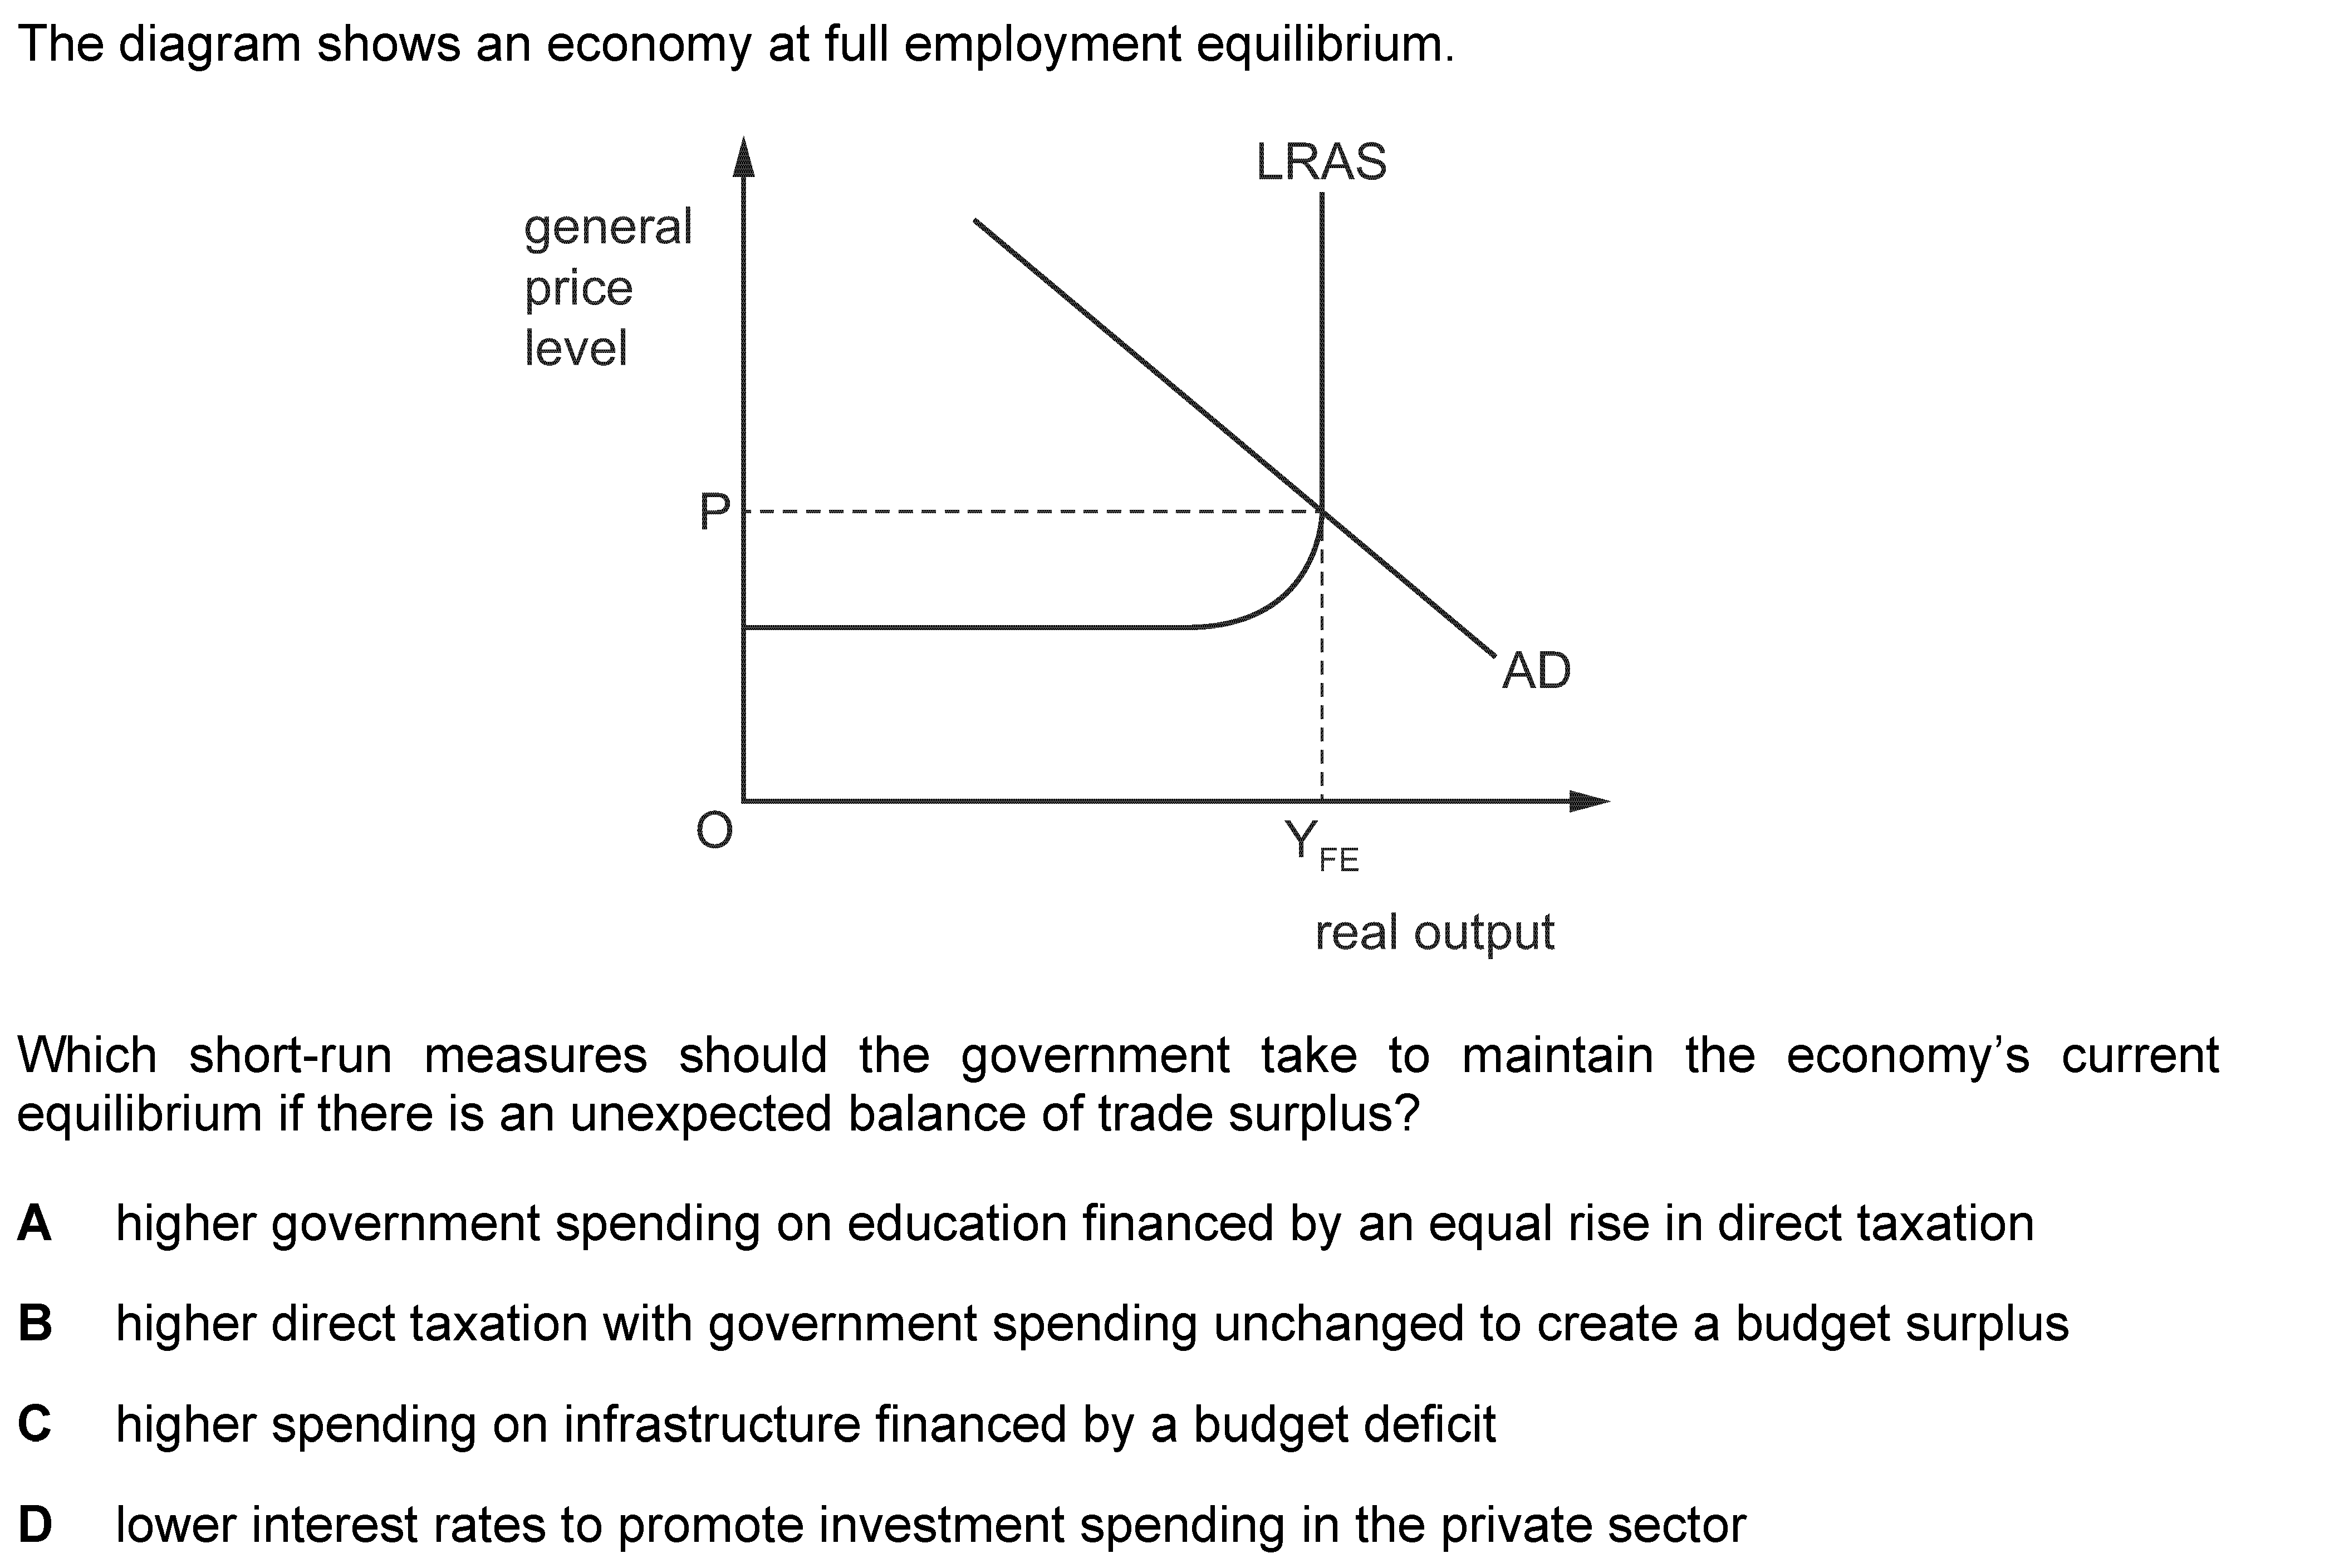 The diagram shows an economy at full employment equilibrium.
LRAS
general
price
level
P
AD
O
Y FE
real output
Which short-run measures should the government take to maintain the economy’s current
equilibrium if there is an unexpected balance of trade surplus?
A higher government spending on education financed by an equal rise in direct taxation
B higher direct taxation with government spending unchanged to create a budget surplus
C higher spending on infrastructure financed by a budget deficit
D lower interest rates to promote investment spending in the private sector